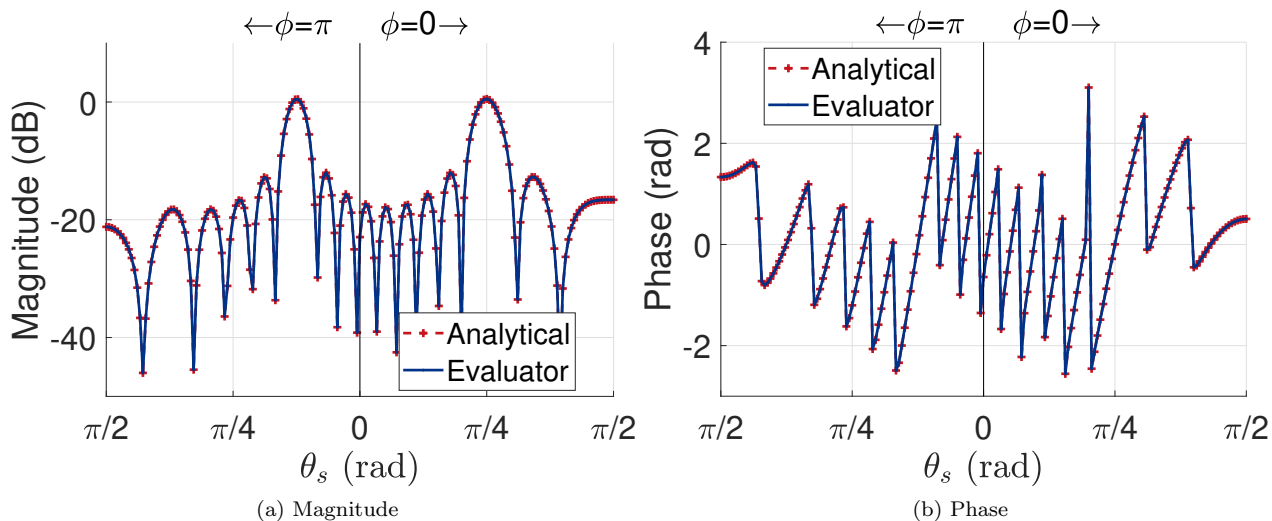 ←ϕ=π ϕ=0→
Magnitude (dB)
0
-20
-40
Analytical
Evaluator
π/2 π/4 0 π/4 π/2
θs (rad)
(a) Magnitude
←ϕ=π ϕ=0→
Phase (rad)
4
2
0
-2
Analytical
Evaluator
π/2 π/4 0 π/4 π/2
θs (rad)
(b) Phase